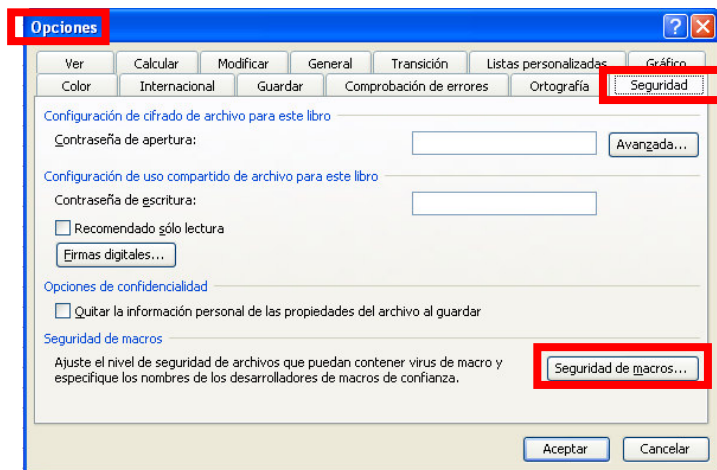 Opciones
Ver Calcular Modificar General Transición Listas personalizadas Gráfico
Color Internacional Guardar Comprobación de errores Ortografía Seguridad
Configuración de cifrado de archivo para este libro
Contraseña de apertura:
Avanzada...
Configuración de uso compartido de archivo para este libro
Contraseña de escritura:
Recomendado sólo lectura
Firmas digitales...
Opciones de confidencialidad
Quitar la información personal de las propiedades del archivo al guardar
Seguridad de macros
Ajuste el nivel de seguridad de archivos que puedan contener virus de macro y
especifique los nombres de los desarrolladores de macros de confianza.
Seguridad de macros...
Aceptar Cancelar